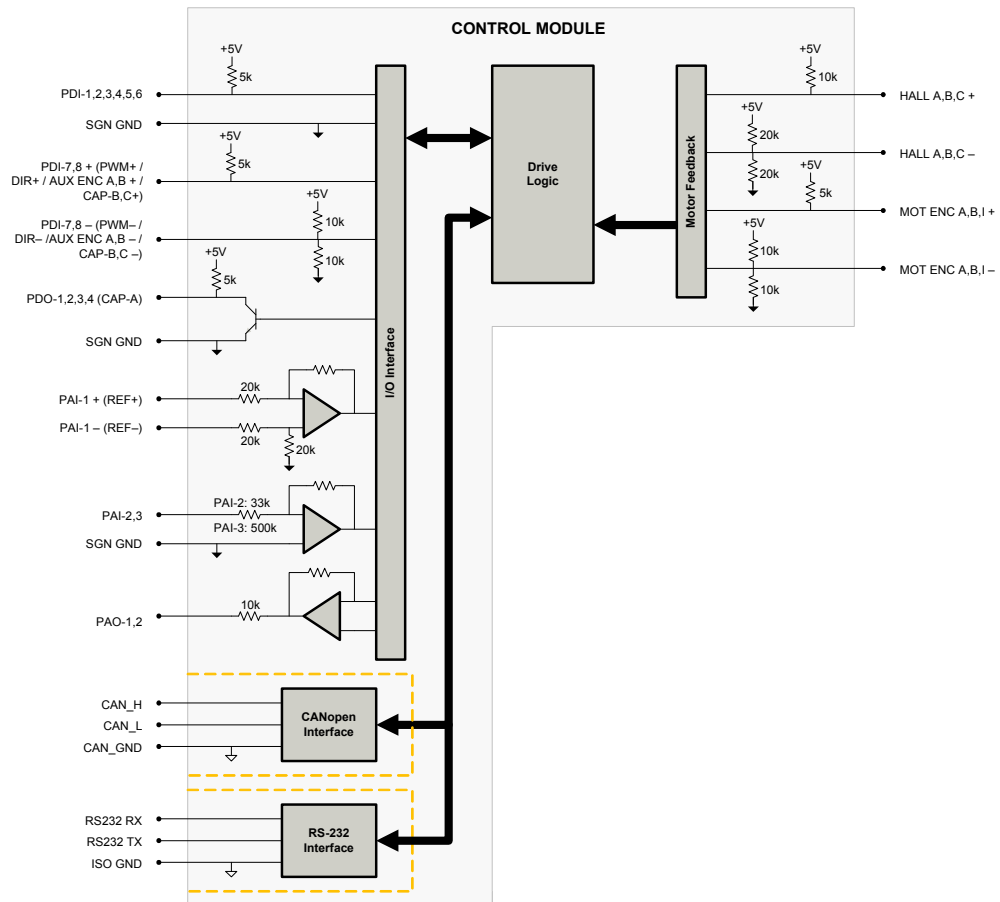 CONTROL MODULE
+5V
5k
PDI-1,2,3,4,5,6
SGN GND
+5V
5k
PDI-7,8 + (PWM+ /
DIR+ / AUX ENC A,B + /
CAP-B,C+)
+5V
10k
10k
PDI-7,8 – (PWM– /
DIR– /AUX ENC A,B – /
CAP-B,C –)
+5V
5k
PDO-1,2,3,4 (CAP-A)
SGN GND
20k
PAI-1 + (REF+)
PAI-1 – (REF–)
20k
20k
PAI-2: 33k
PAI-2,3
PAI-3: 500k
SGN GND
10k
PAO-1,2
I/O Interface
CAN_H
CAN_L
CAN_GND
CANopen
Interface
RS232 RX
RS232 TX
ISO GND
RS-232
Interface
Drive
Logic
Motor Feedback
+5V
10k
HALL A,B,C +
+5V
20k
20k
HALL A,B,C –
+5V
5k
MOT ENC A,B,I +
+5V
10k
10k
MOT ENC A,B,I –